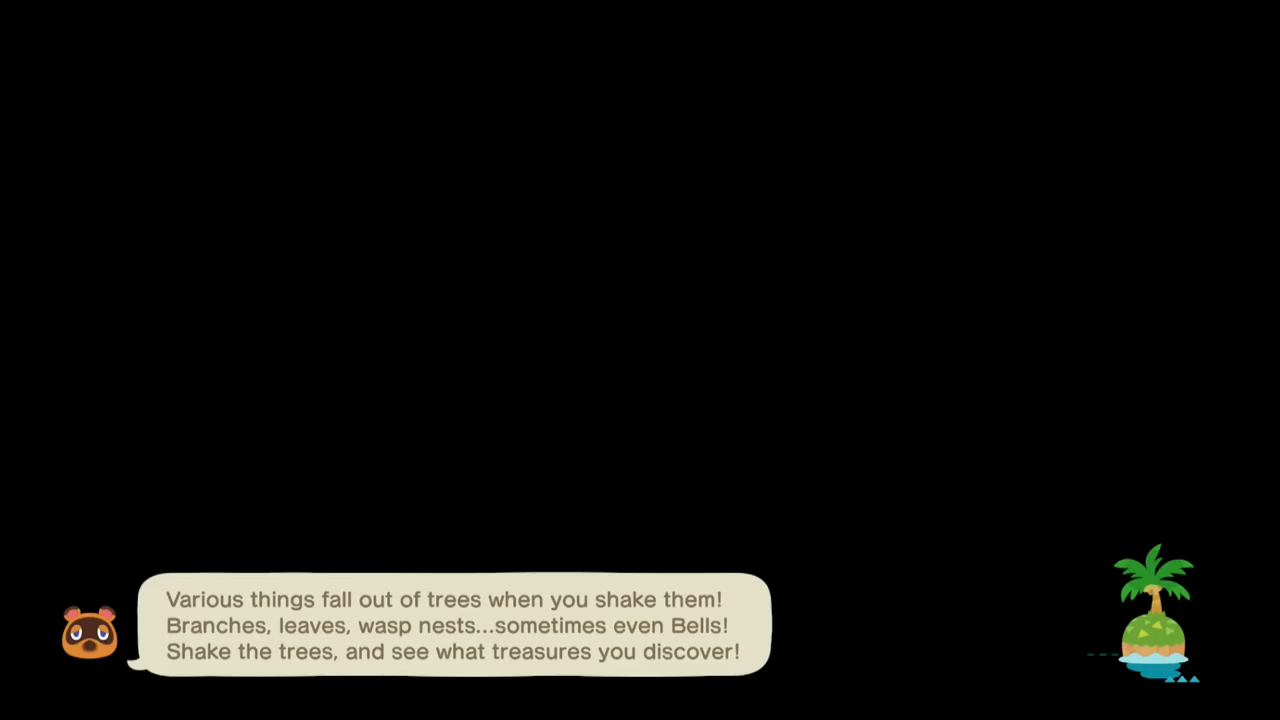 Various things fall out of trees when you shake them!
Branches, leaves, wasp nests...sometimes even Bells!
Shake the trees, and see what treasures you discover!